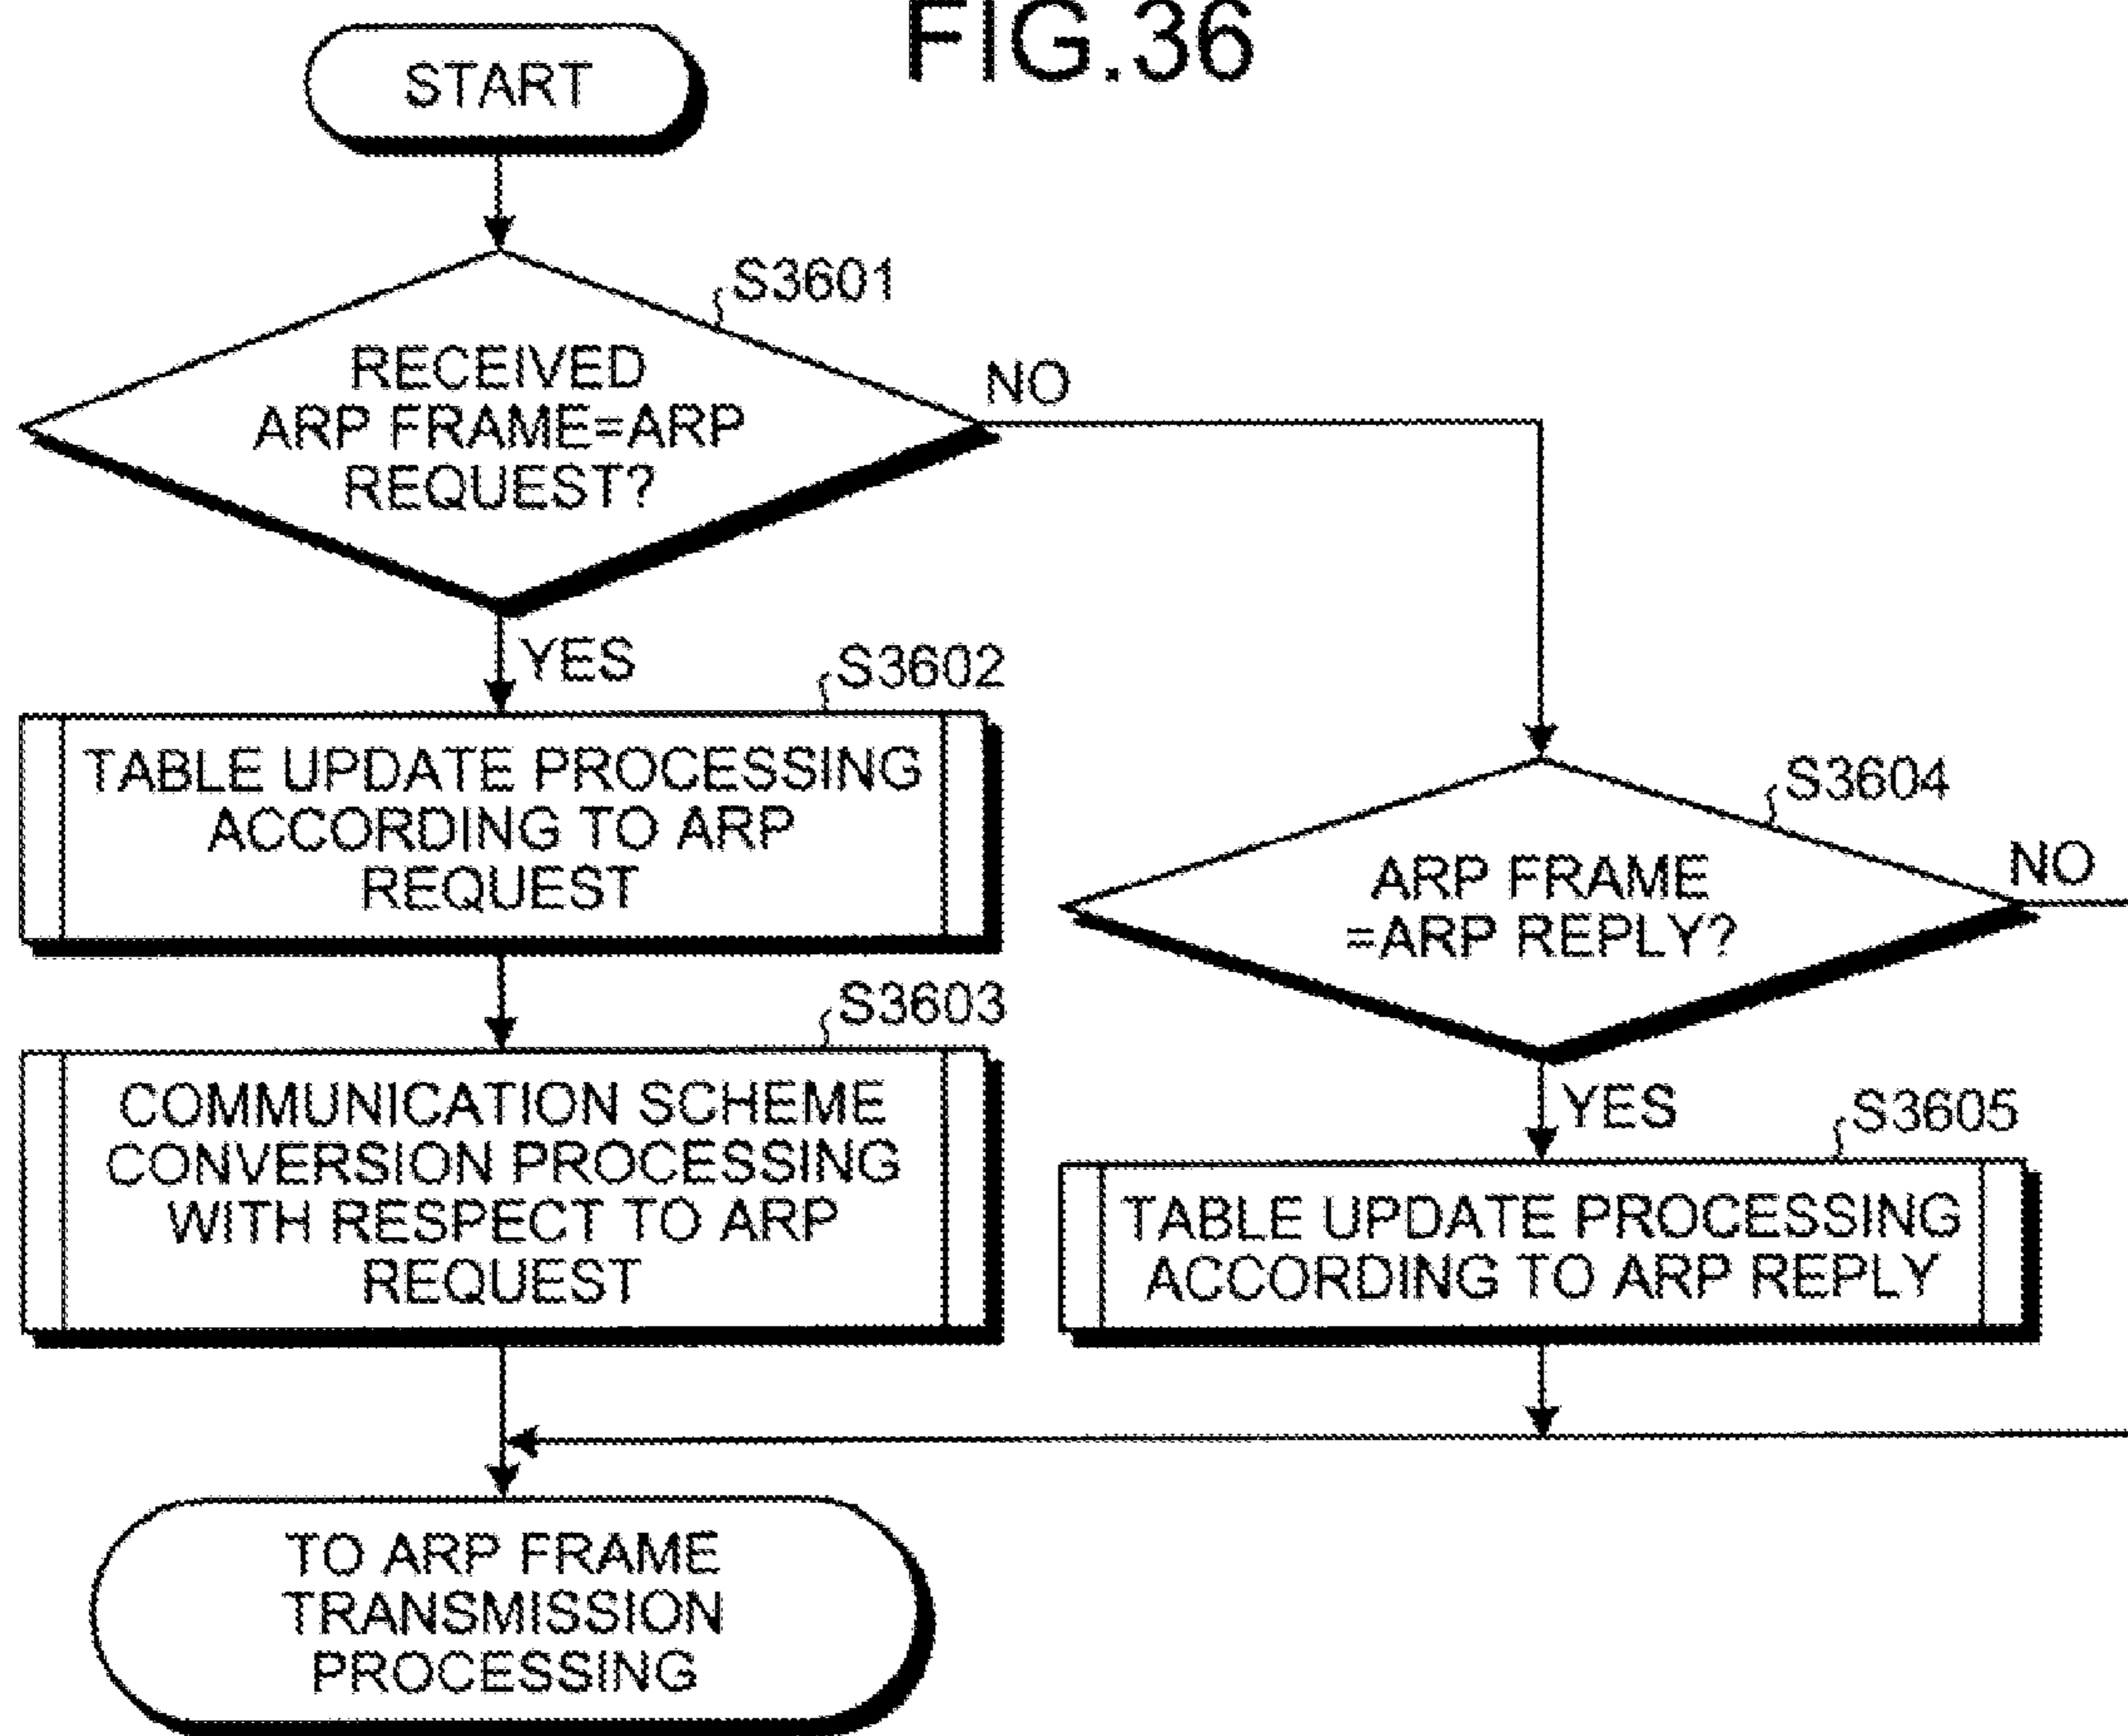 FIG.36
START
S3601
RECEIVED
ARP FRAME=ARP
REQUEST?
NO
YES
S3602
TABLE UPDATE PROCESSING
ACCORDING TO ARP
REQUEST
S3604
ARP FRAME
=ARP REPLY?
NO
S3603
COMMUNICATION SCHEME
CONVERSION PROCESSING
WITH RESPECT TO ARP
REQUEST
YES
S3605
TABLE UPDATE PROCESSING
ACCORDING TO ARP REPLY
TO ARP FRAME
TRANSMISSION
PROCESSING